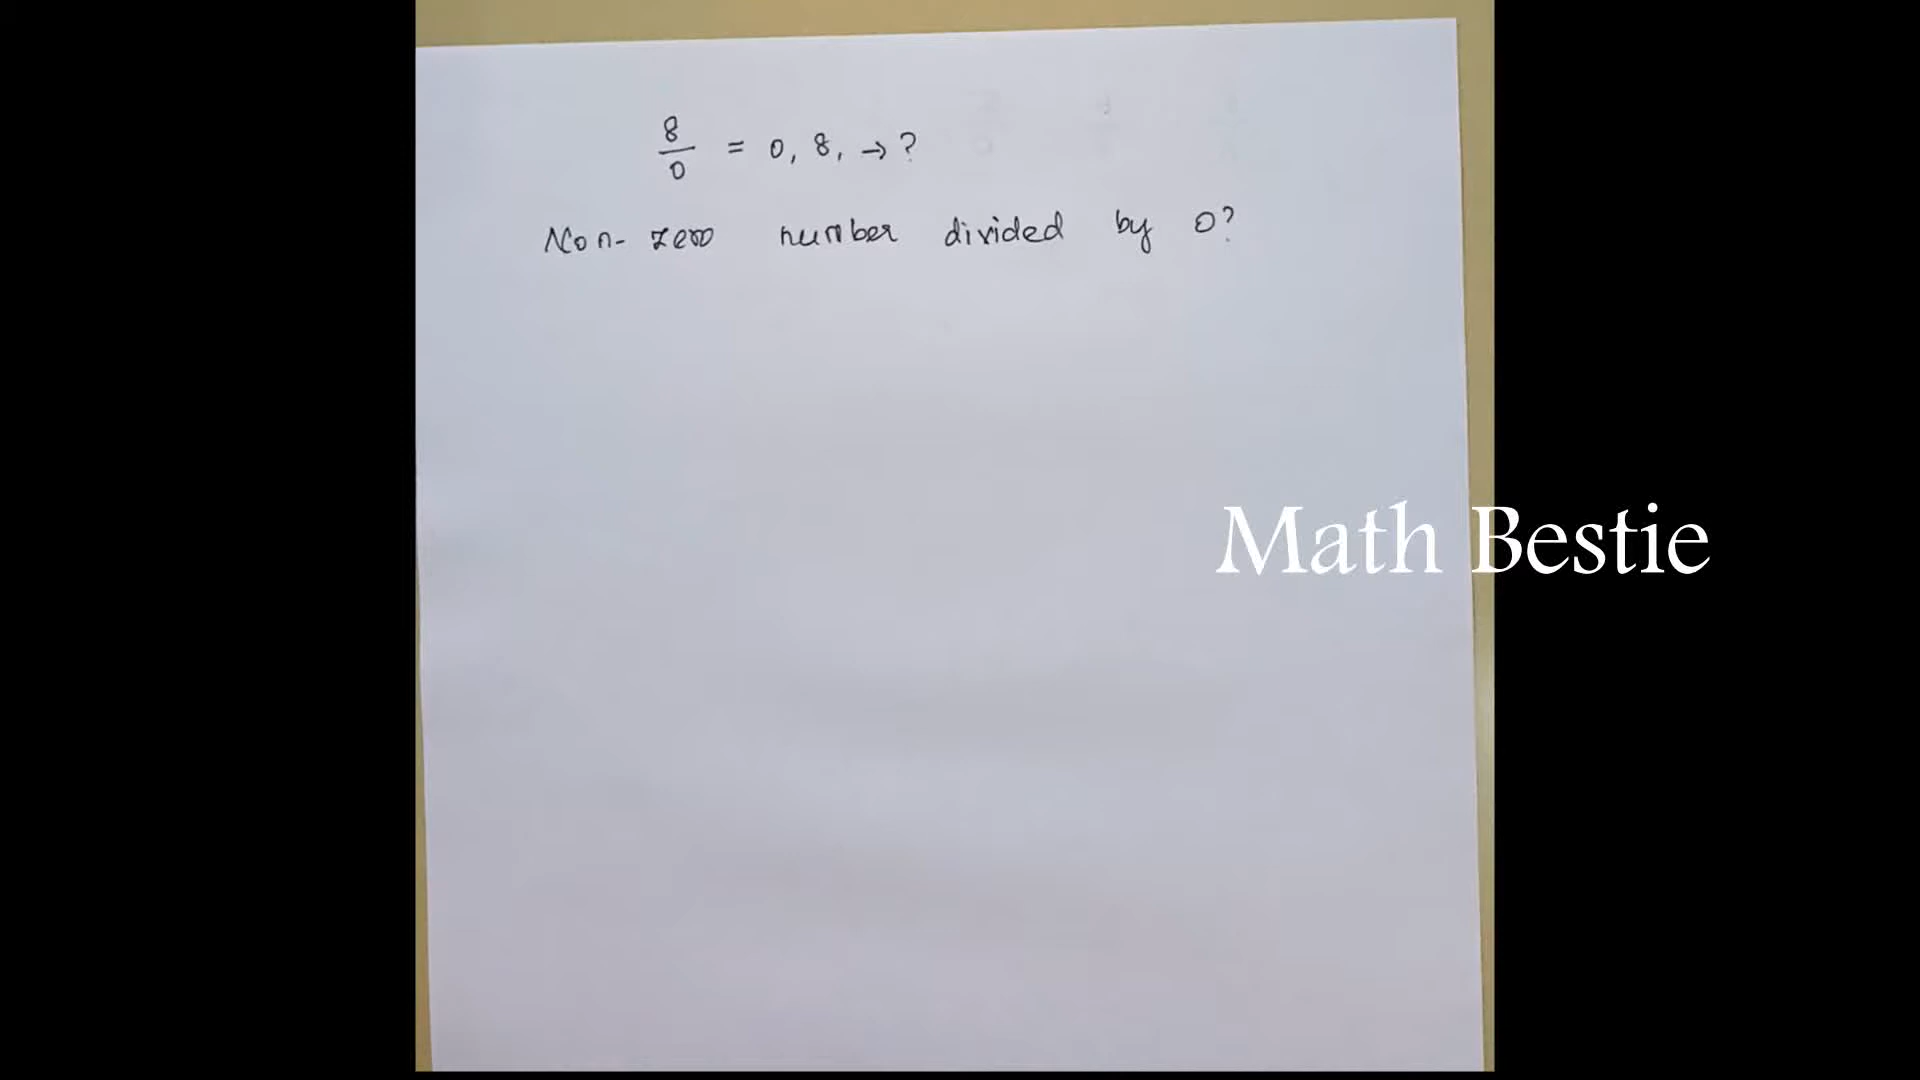 8/0 = 0, 8, → ?
Non-zero number divided by 0?
Math Bestie